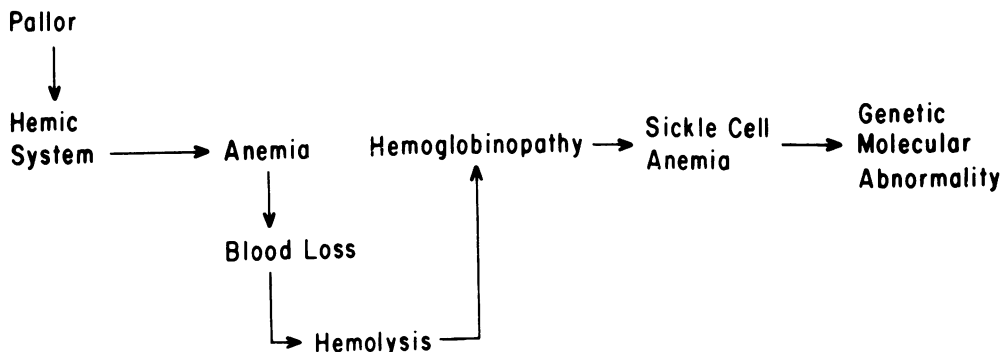 Pallor
Hemic
System
Anemia
Blood Loss
Hemolysis
Hemoglobinopathy
Sickle Cell
Anemia
Genetic
Molecular
Abnormality